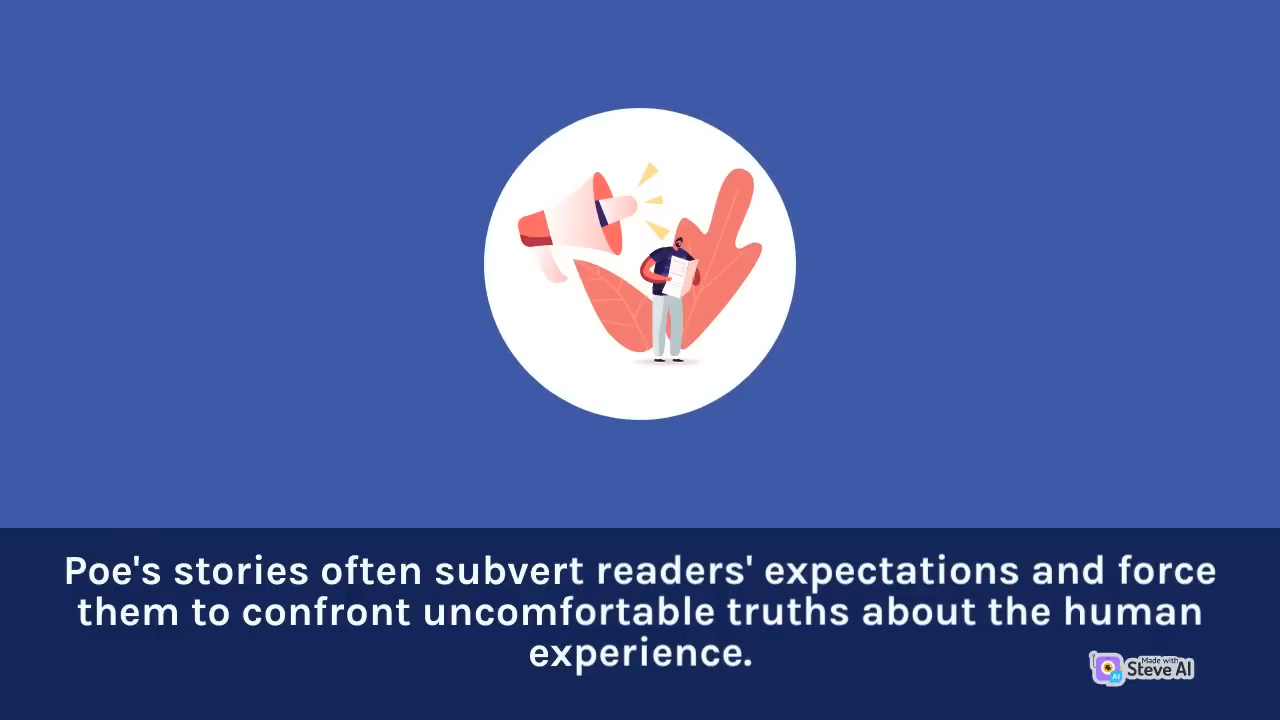 Poe's stories often subvert readers' expectations and force
them to confront uncomfortable truths about the human
experience.
Made with
Steve AI
AI